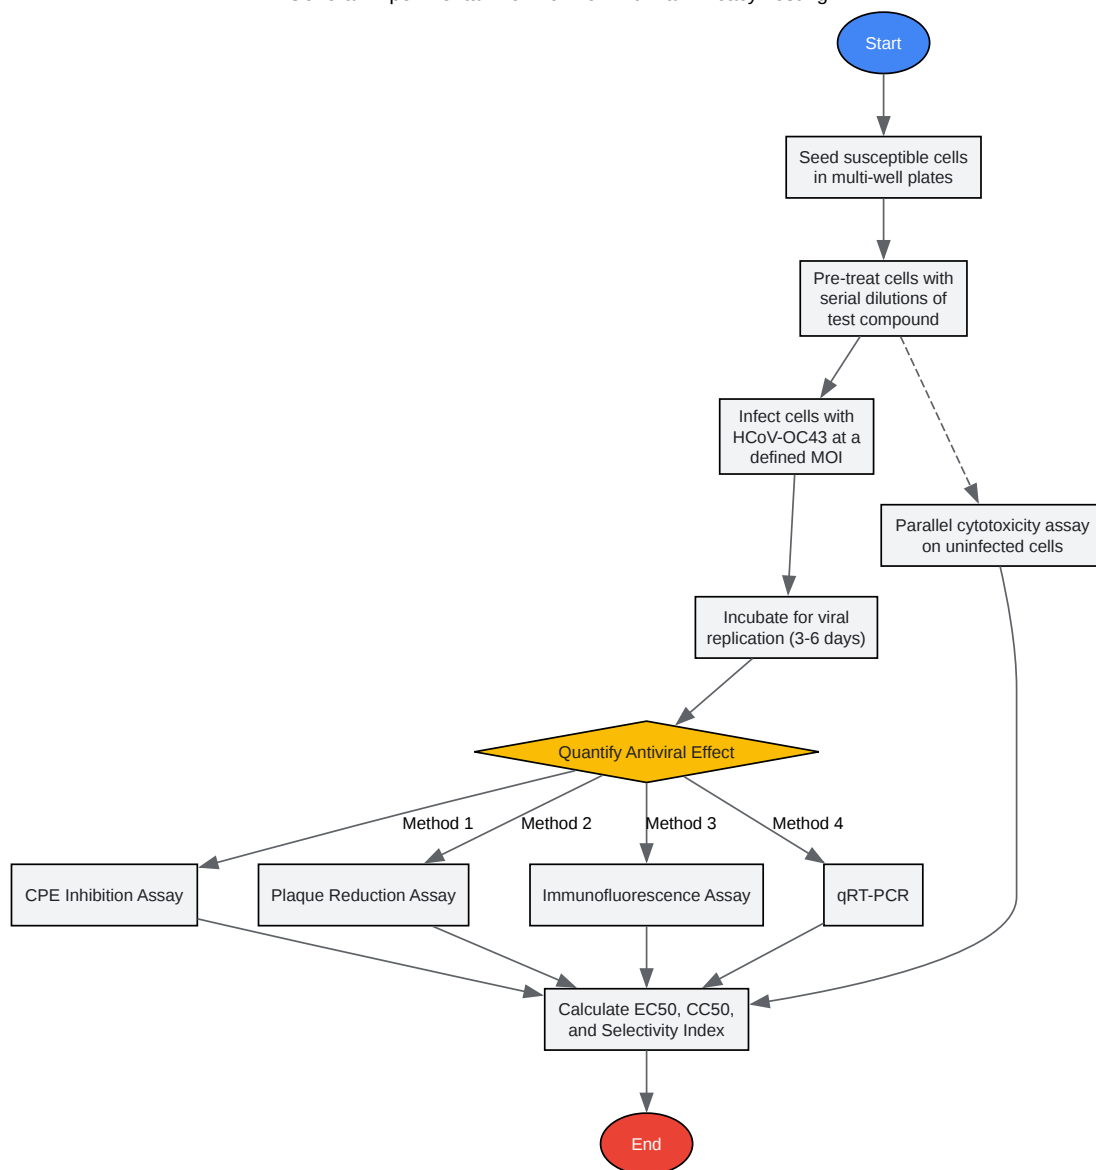 Start
Seed susceptible cells
in multi-well plates
Pre-treat cells with
serial dilutions of
test compound
Infect cells with
HCoV-OC43 at a
defined MOI
Parallel cytotoxicity assay
on uninfected cells
Incubate for viral
replication (3-6 days)
Quantify Antiviral Effect
Method 1
Method 2
Method 3
Method 4
CPE Inhibition Assay
Plaque Reduction Assay
Immunofluorescence Assay
qRT-PCR
Calculate EC50, CC50,
and Selectivity Index
End